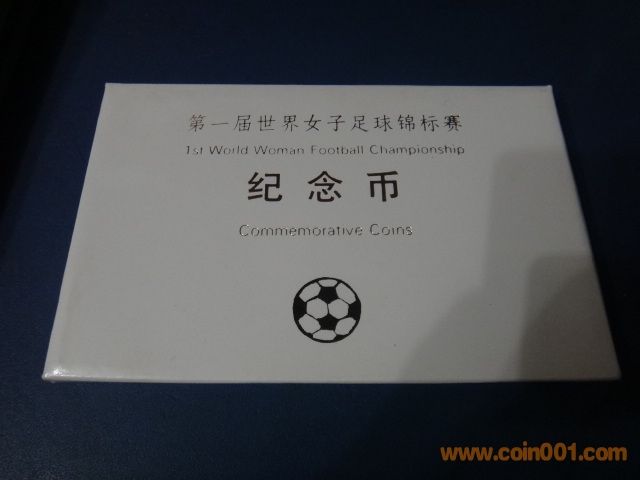 第一届世界女子足球锦标赛
1st World Woman Football Championship
纪念币
Commemorative Coins
www.coin001.com